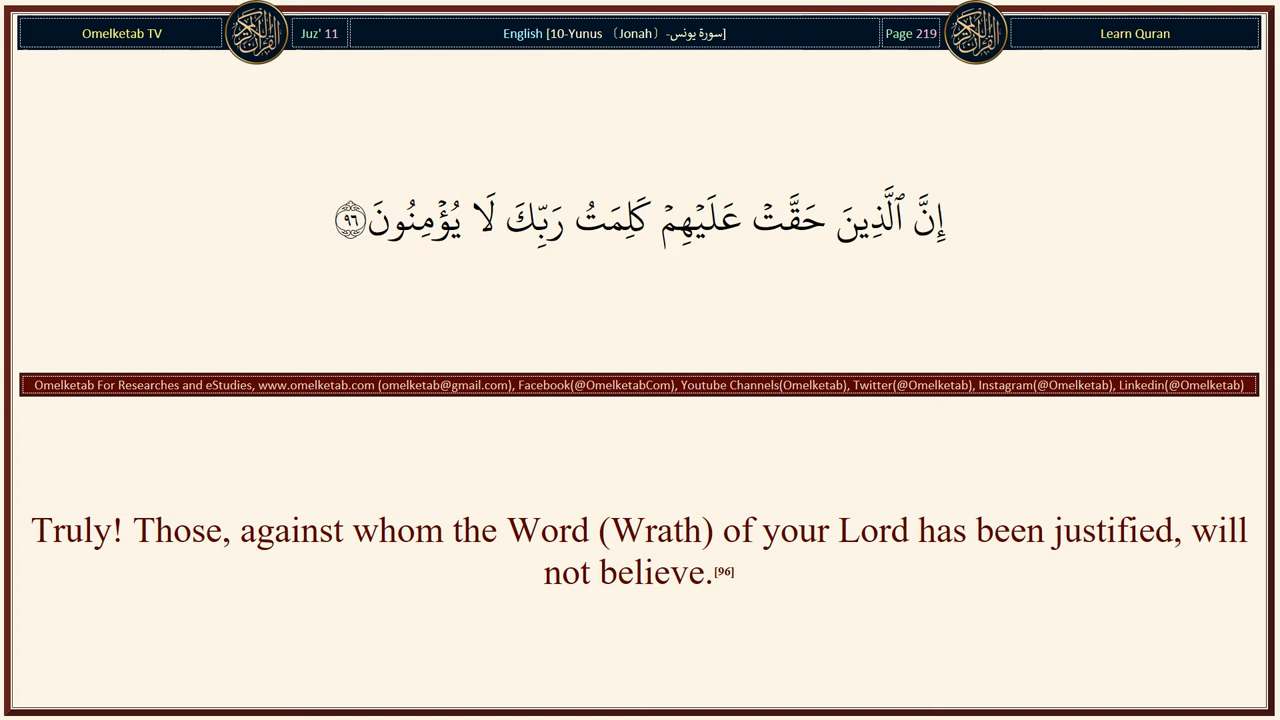 Omelketab TV
Juz' 11
English [10-Yunus （Jonah）-سورة يونس]
Page 219
Learn Quran
إِنَّ ٱلَّذِينَ حَقَّتۡ عَلَيۡهِمۡ كَلِمَتُ رَبِّكَ لَا يُؤۡمِنُونَ ٩٦
Omelketab For Researches and eStudies, www.omelketab.com (omelketab@gmail.com), Facebook(@OmelketabCom), Youtube Channels(Omelketab), Twitter(@Omelketab), Instagram(@Omelketab), Linkedin(@Omelketab)
Truly! Those, against whom the Word (Wrath) of your Lord has been justified, will
not believe.[96]